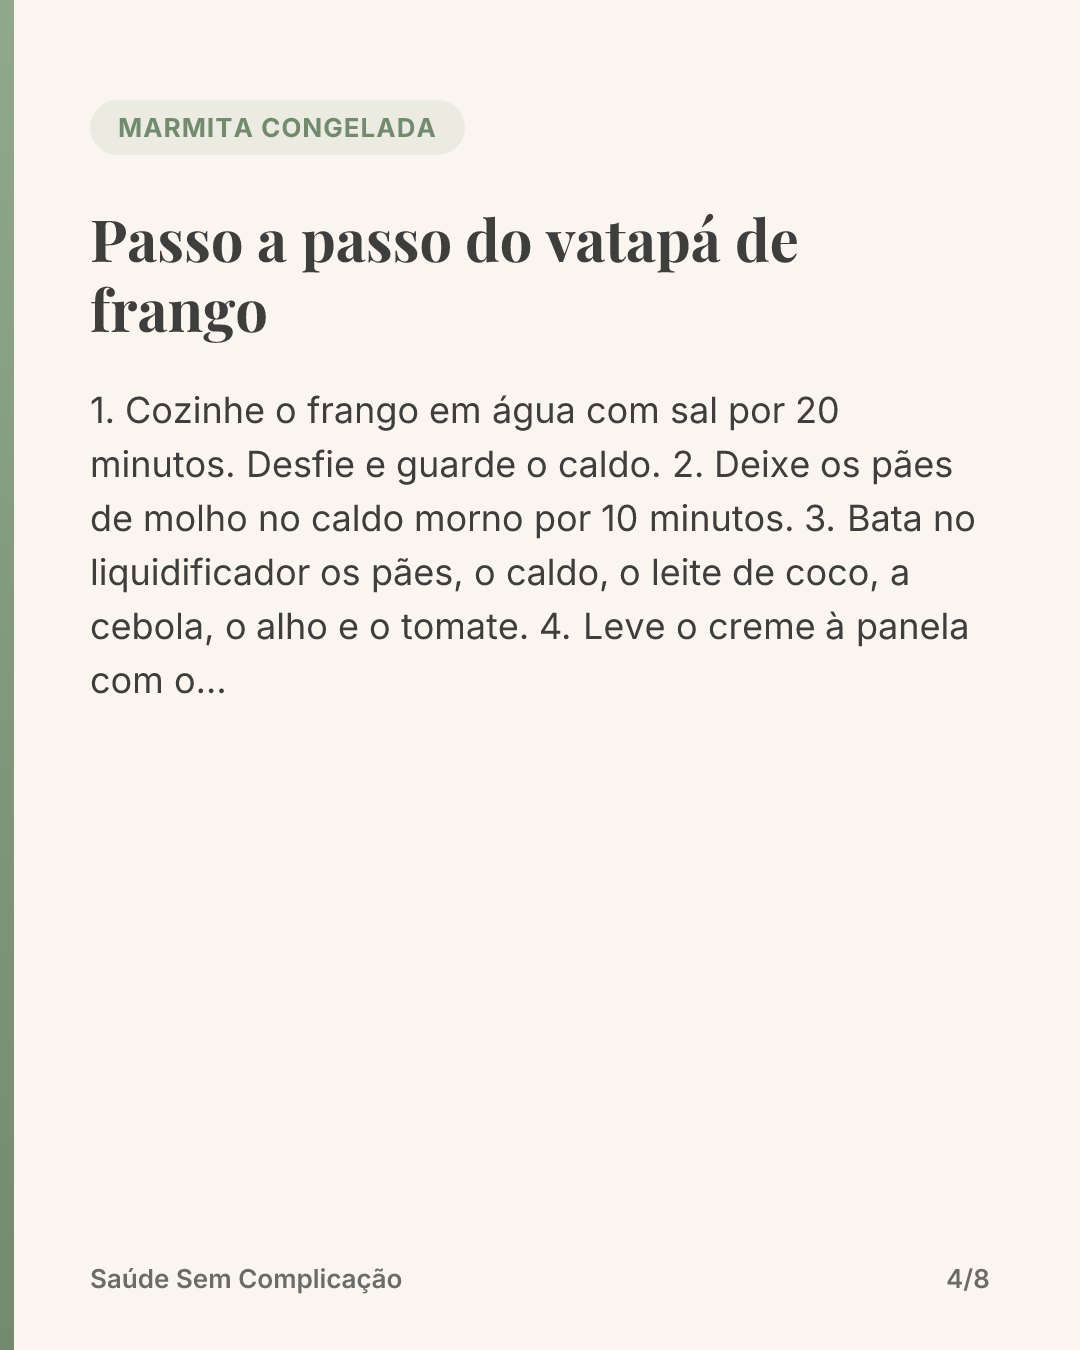 MARMITA CONGELADA
Passo a passo do vatapá de
frango
1. Cozinhe o frango em água com sal por 20
minutos. Desfie e guarde o caldo. 2. Deixe os pães
de molho no caldo morno por 10 minutos. 3. Bata no
liquidificador os pães, o caldo, o leite de coco, a
cebola, o alho e o tomate. 4. Leve o creme à panela
com o...
Saúde Sem Complicação
4/8